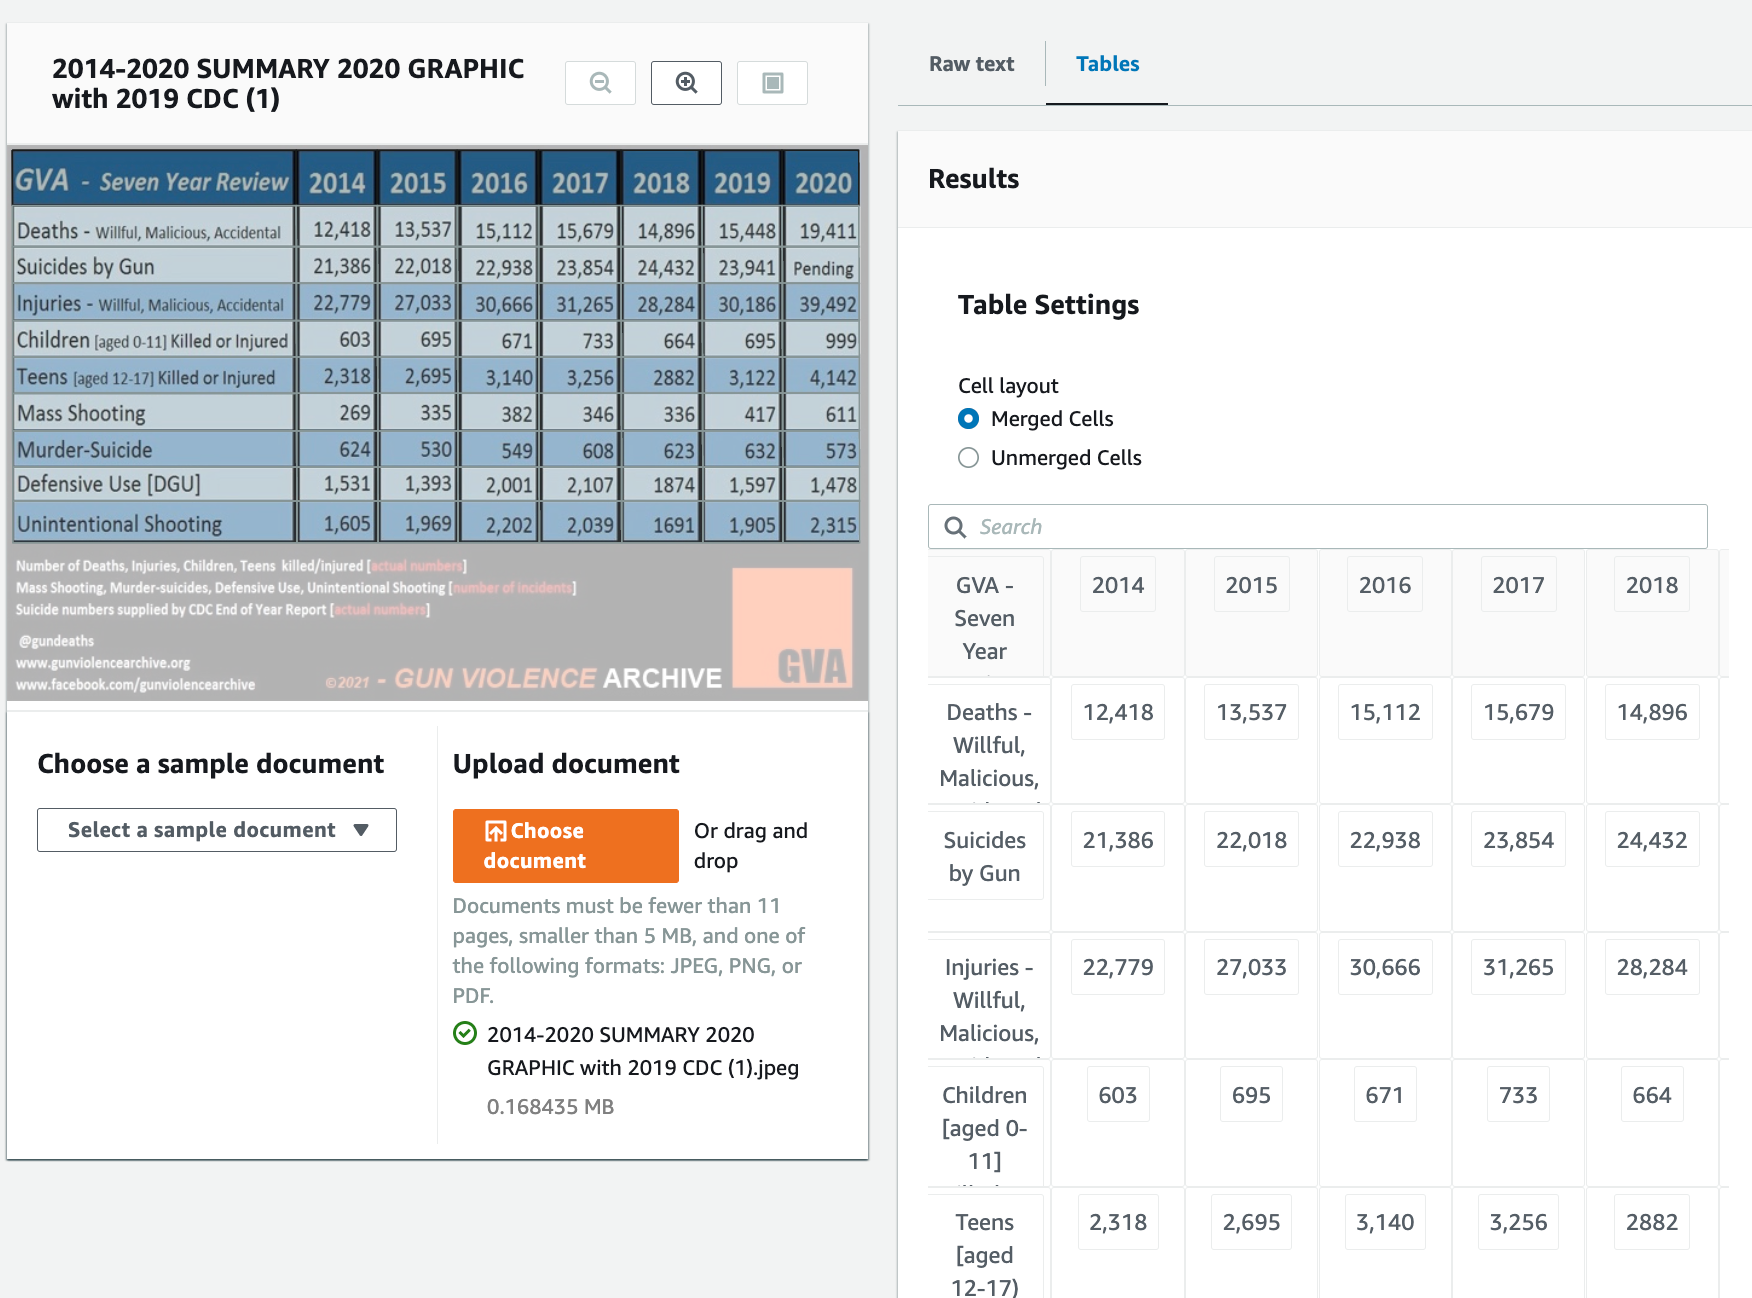 2014-2020 SUMMARY 2020 GRAPHIC
with 2019 CDC (1)
GVA - Seven Year Review 2014 2015 2016 2017 2018 2019 2020
Deaths - Willful, Malicious, Accidental 12,418 13,537 15,112 15,679 14,896 15,448 19,411
Suicides by Gun 21,386 22,018 22,938 23,854 24,432 23,941 Pending
Injuries - Willful, Malicious, Accidental 22,779 27,033 30,666 31,265 28,284 30,186 39,492
Children [aged 0-11] Killed or Injured 603 695 671 733 664 695 999
Teens [aged 12-17] Killed or Injured 2,318 2,695 3,140 3,256 2882 3,122 4,142
Mass Shooting 269 335 382 346 336 417 611
Murder-Suicide 624 530 549 608 623 632 573
Defensive Use [DGU] 1,531 1,393 2,001 2,107 1874 1,597 1,478
Unintentional Shooting 1,605 1,969 2,202 2,039 1691 1,905 2,315
Number of Deaths, Injuries, Children, Teens killed/injured [actual numbers]
Mass Shooting, Murder-suicides, Defensive Use, Unintentional Shooting [number of incidents]
Suicide numbers supplied by CDC End of Year Report [actual numbers]
@gundeaths
www.gunviolencearchive.org
www.facebook.com/gunviolencearchive
©2021 - GUN VIOLENCE ARCHIVE
GVA
Choose a sample document
Select a sample document
Upload document
Choose
document
Or drag and
drop
Documents must be fewer than 11
pages, smaller than 5 MB, and one of
the following formats: JPEG, PNG, or
PDF.
2014-2020 SUMMARY 2020
GRAPHIC with 2019 CDC (1).jpeg
0.168435 MB
Raw text
Tables
Results
Table Settings
Cell layout
Merged Cells
Unmerged Cells
Search
GVA - 2014 2015 2016 2017 2018
Seven
Year
Deaths - 12,418 13,537 15,112 15,679 14,896
Willful,
Malicious,
Suicides 21,386 22,018 22,938 23,854 24,432
by Gun
Injuries - 22,779 27,033 30,666 31,265 28,284
Willful,
Malicious,
Children 603 695 671 733 664
[aged 0-
11]
Teens 2,318 2,695 3,140 3,256 2882
[aged
12-17)